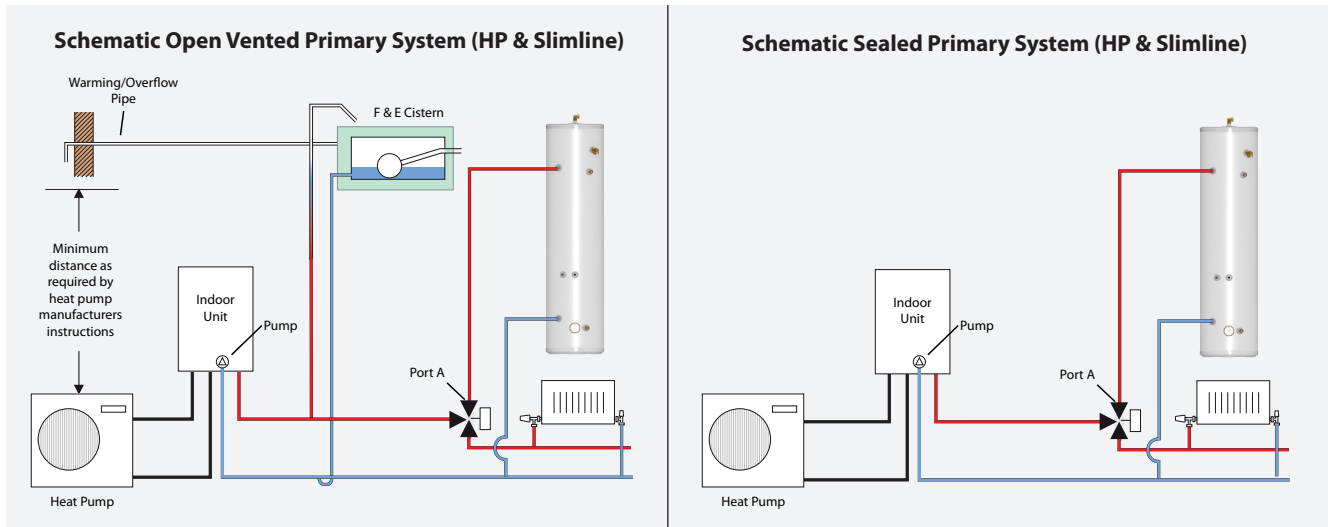 Schematic Open Vented Primary System (HP & Slimline)
Warming/Overflow
Pipe
F & E Cistern
Minimum
distance as
required by
heat pump
manufacturers
instructions
Indoor
Unit
Pump
Port A
Heat Pump
Schematic Sealed Primary System (HP & Slimline)
Indoor
Unit
Pump
Port A
Heat Pump